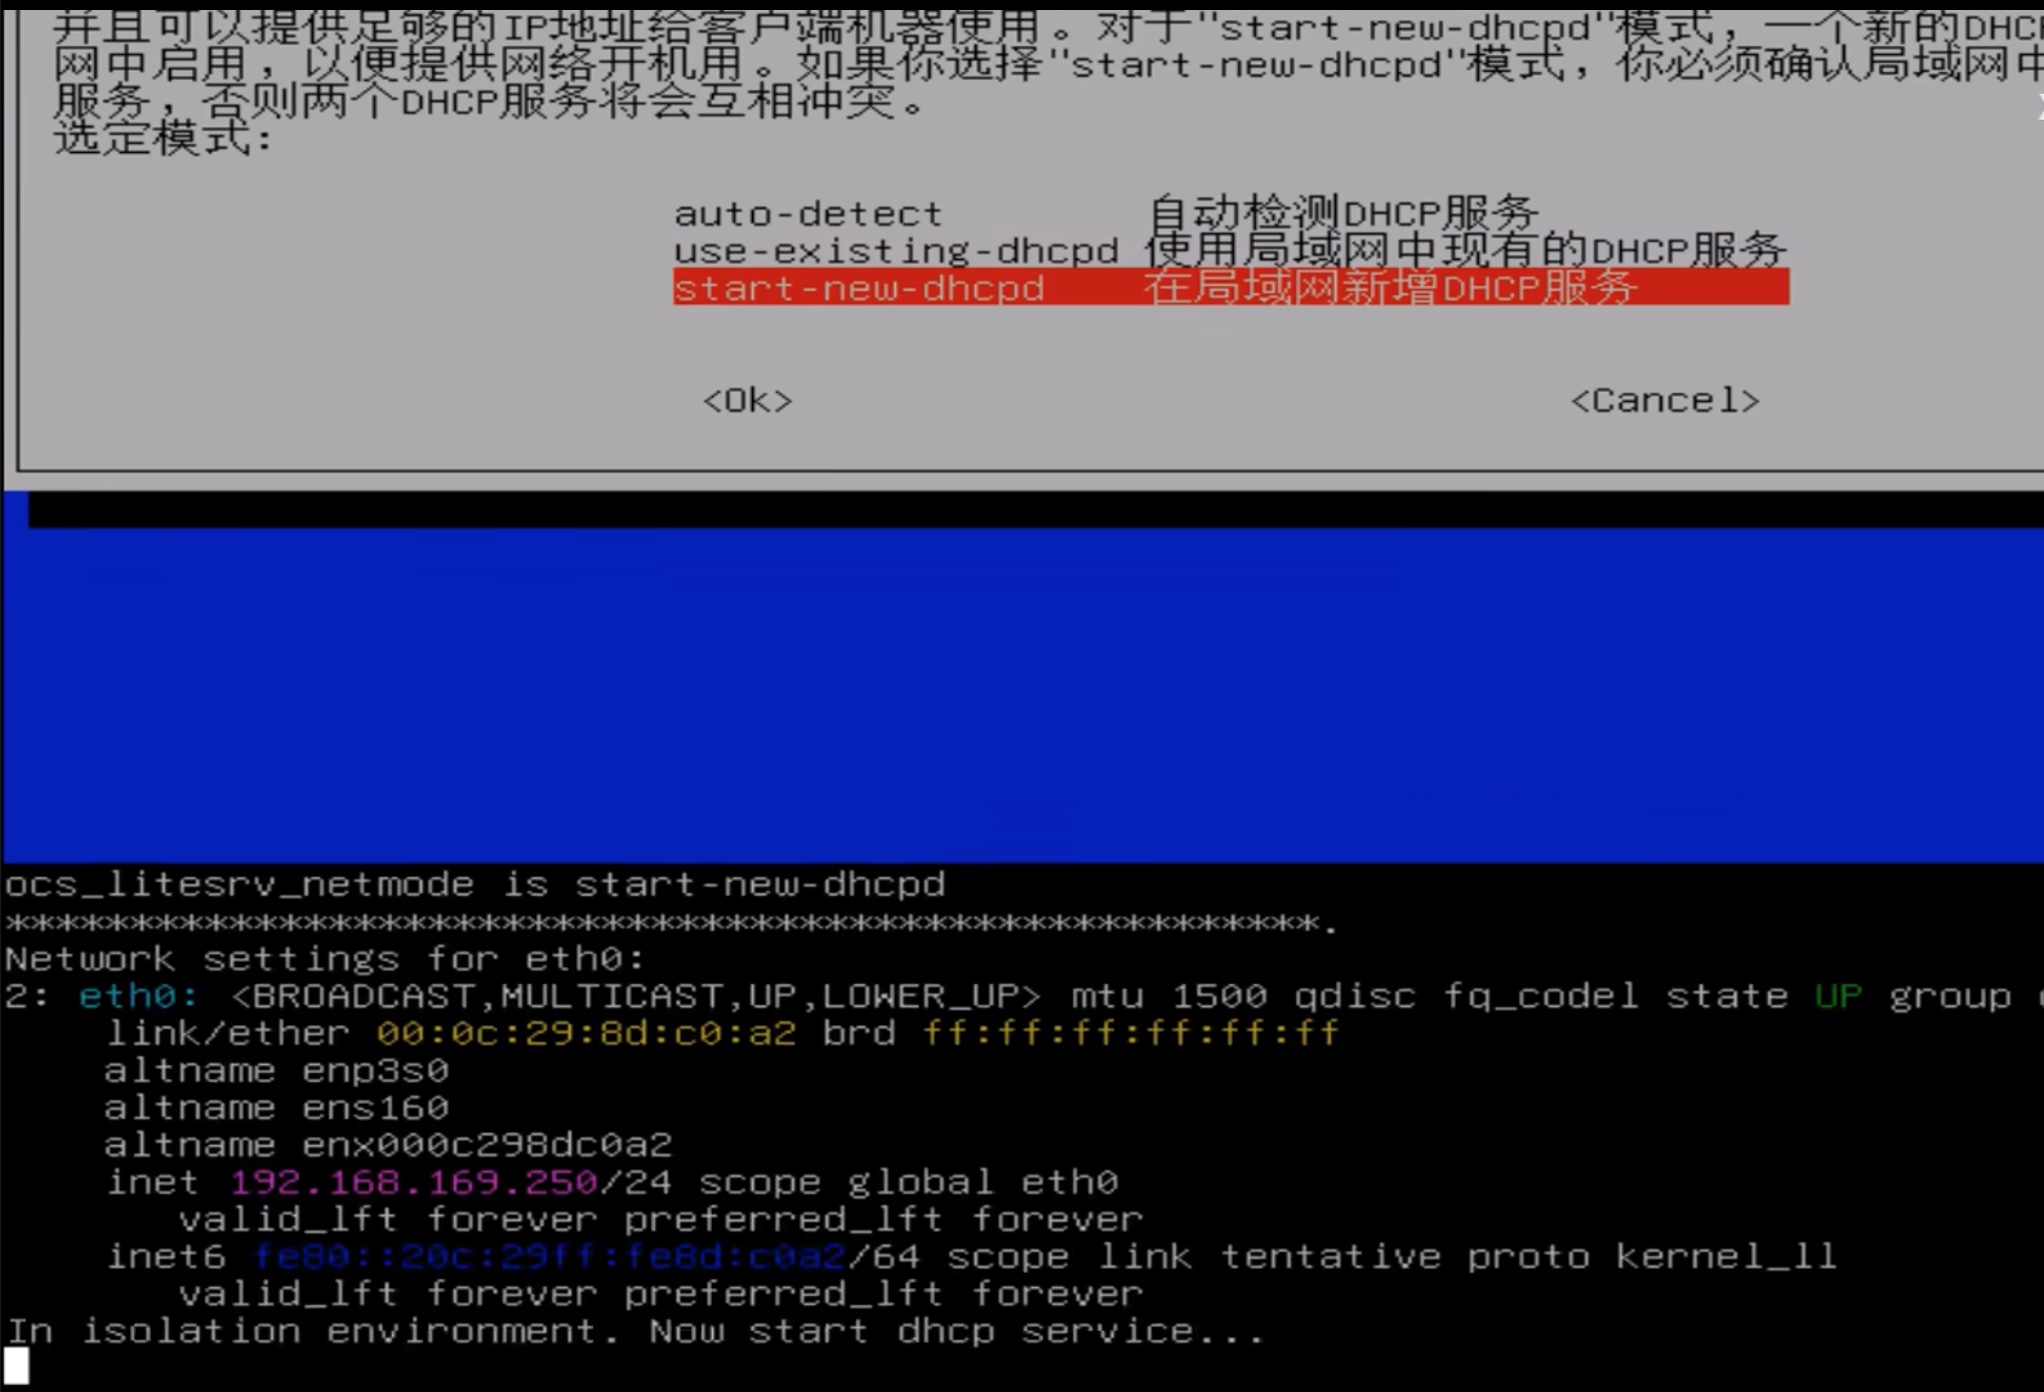 并且可以提供足够的IP地址给客户端机器使用。对于"start-new-dhcpd"模式，一个新的DHCP
网中启用，以便提供网络开机用。如果你选择"start-new-dhcpd"模式，你必须确认局域网中
服务，否则两个DHCP服务将会互相冲突。
选定模式:
auto-detect 自动检测DHCP服务
use-existing-dhcpd 使用局域网中现有的DHCP服务
start-new-dhcpd 在局域网新增DHCP服务
<Ok> <Cancel>
ocs_litesrv_netmode is start-new-dhcpd
*****************************************************.
Network settings for eth0:
2: eth0: <BROADCAST,MULTICAST,UP,LOWER_UP> mtu 1500 qdisc fq_codel state UP group
link/ether 00:0c:29:8d:c0:a2 brd ff:ff:ff:ff:ff:ff
altname enp3s0
altname ens160
altname enx000c298dc0a2
inet 192.168.169.250/24 scope global eth0
valid_lft forever preferred_lft forever
inet6 fe80::20c:29ff:fe8d:c0a2/64 scope link tentative proto kernel_ll
valid_lft forever preferred_lft forever
In isolation environment. Now start dhcp service...